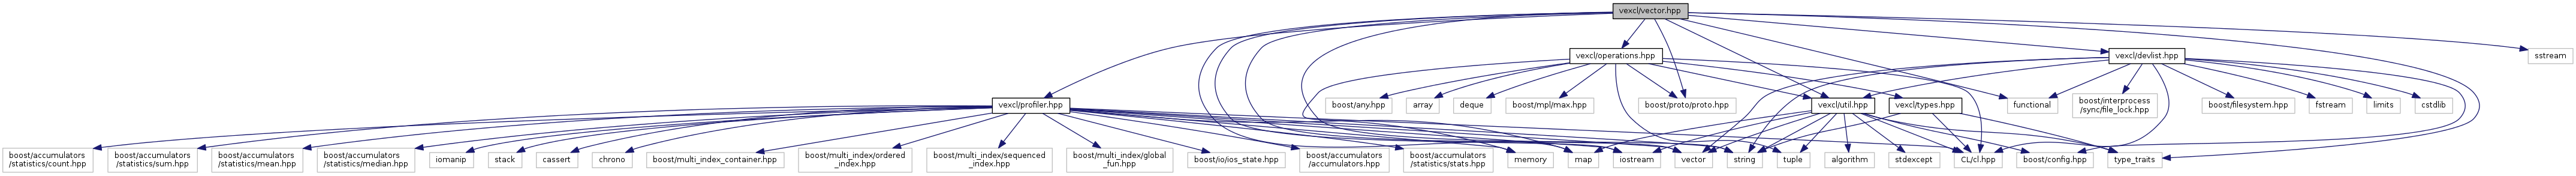 vexcl/vector.hpp
vexcl/operations.hpp
vexcl/devlist.hpp
sstream
vexcl/profiler.hpp
boost/any.hpp
array
deque
boost/mpl/max.hpp
boost/proto/proto.hpp
vexcl/util.hpp
vexcl/types.hpp
functional
boost/interprocess
/sync/file_lock.hpp
boost/filesystem.hpp
fstream
limits
cstdlib
boost/accumulators
/statistics/count.hpp
boost/accumulators
/statistics/sum.hpp
boost/accumulators
/statistics/mean.hpp
boost/accumulators
/statistics/median.hpp
iomanip
stack
cassert
chrono
boost/multi_index_container.hpp
boost/multi_index/ordered
_index.hpp
boost/multi_index/sequenced
_index.hpp
boost/multi_index/global
_fun.hpp
boost/io/ios_state.hpp
boost/accumulators
/accumulators.hpp
boost/accumulators
/statistics/stats.hpp
memory
map
iostream
vector
string
tuple
algorithm
stdexcept
CL/cl.hpp
boost/config.hpp
type_traits